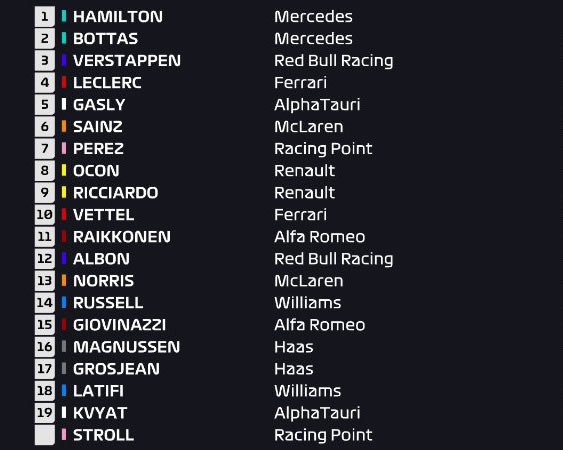 1 HAMILTON Mercedes
2 BOTTAS Mercedes
3 VERSTAPPEN Red Bull Racing
4 LECLERC Ferrari
5 GASLY AlphaTauri
6 SAINZ McLaren
7 PEREZ Racing Point
8 OCON Renault
9 RICCIARDO Renault
10 VETTEL Ferrari
11 RAIKKONEN Alfa Romeo
12 ALBON Red Bull Racing
13 NORRIS McLaren
14 RUSSELL Williams
15 GIOVINAZZI Alfa Romeo
16 MAGNUSSEN Haas
17 GROSJEAN Haas
18 LATIFI Williams
19 KVYAT AlphaTauri
STROLL Racing Point